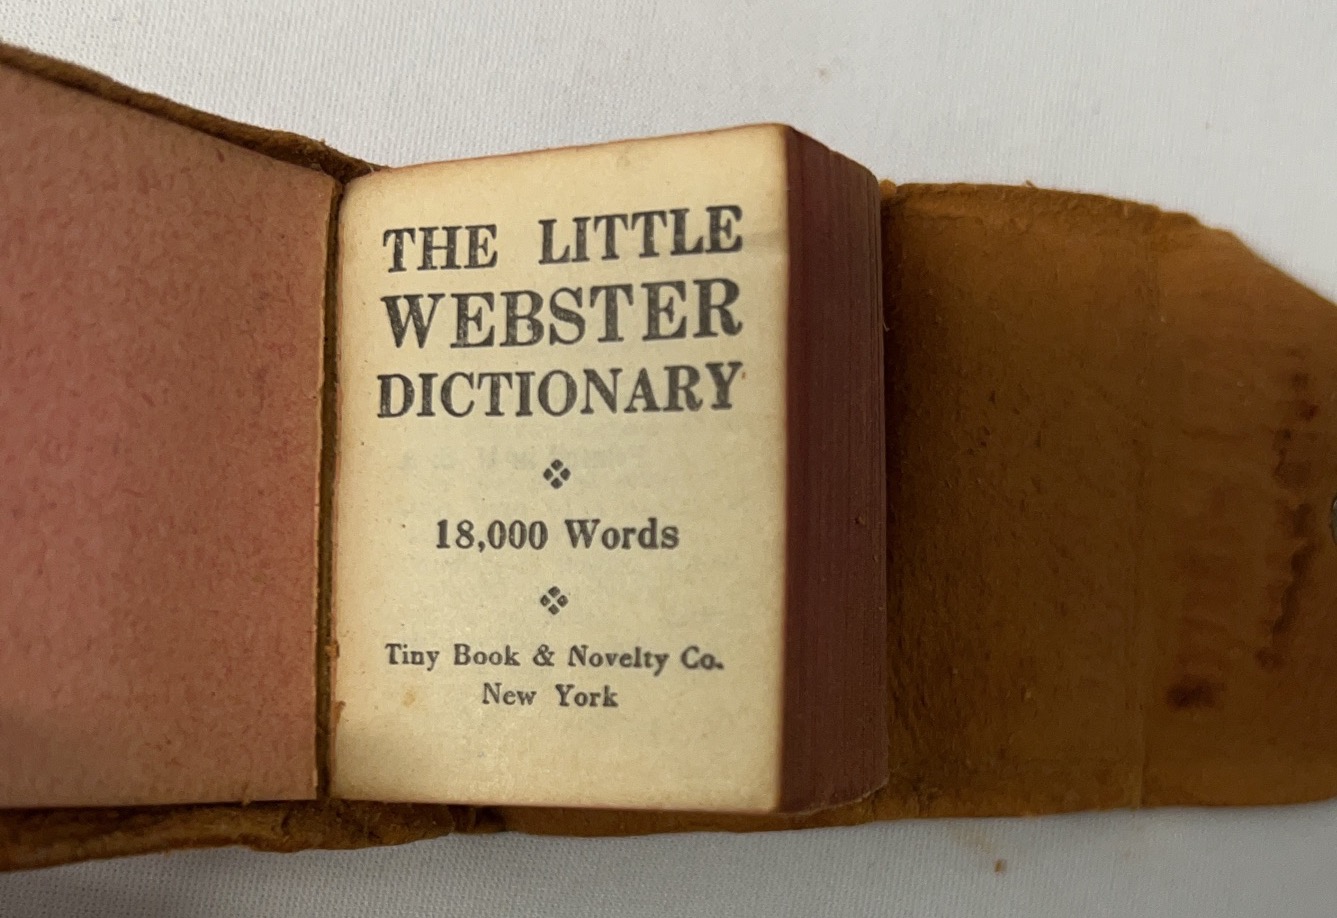 THE LITTLE
WEBSTER
DICTIONARY
18,000 Words
Tiny Book & Novelty Co.
New York